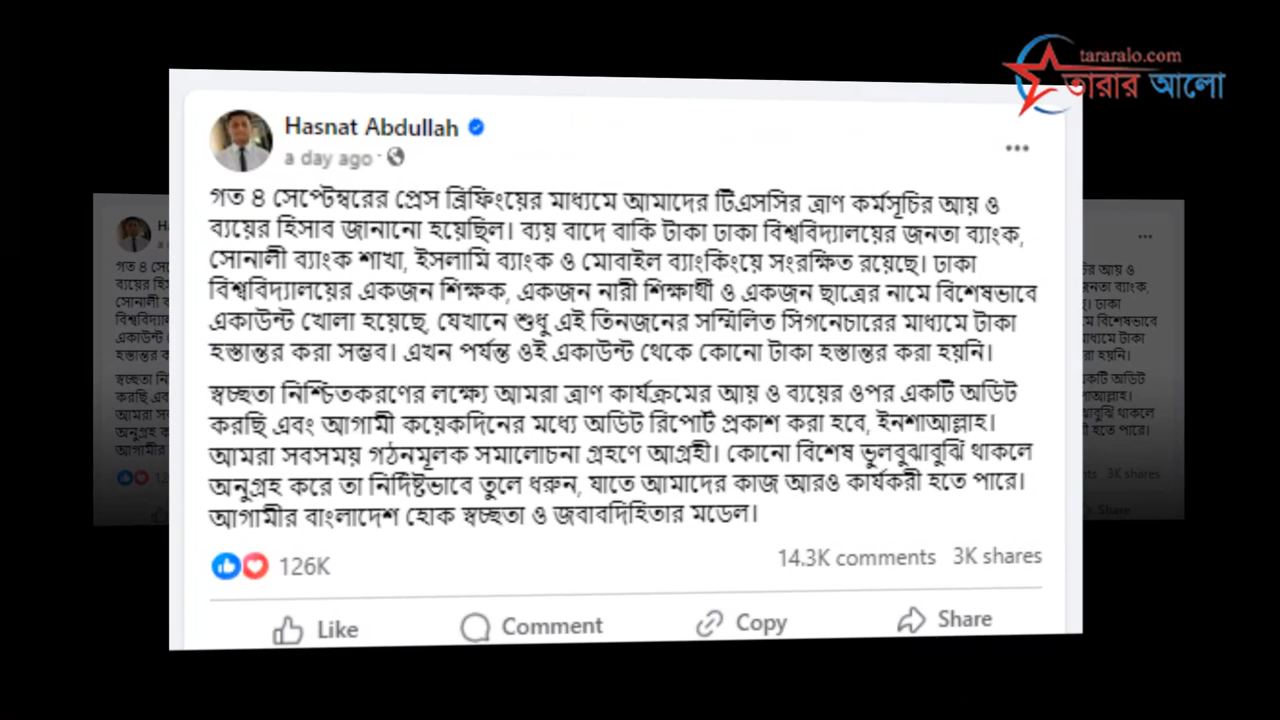 tararalo.com
তারার আলো
Hasnat Abdullah
a day ago ·
গত ৪ সেপ্টেম্বরের প্রেস ব্রিফিংয়ের মাধ্যমে আমাদের টিএসসির ত্রাণ কর্মসূচির আয় ও
ব্যয়ের হিসাব জানানো হয়েছিল। ব্যয় বাদে বাকি টাকা ঢাকা বিশ্ববিদ্যালয়ের জনতা ব্যাংক,
সোনালী ব্যাংক শাখা, ইসলামি ব্যাংক ও মোবাইল ব্যাংকিংয়ে সংরক্ষিত রয়েছে। ঢাকা
বিশ্ববিদ্যালয়ের একজন শিক্ষক, একজন নারী শিক্ষার্থী ও একজন ছাত্রের নামে বিশেষভাবে
একাউন্ট খোলা হয়েছে, যেখানে শুধু এই তিনজনের সম্মিলিত সিগনেচারের মাধ্যমে টাকা
হস্তান্তর করা সম্ভব। এখন পর্যন্ত ওই একাউন্ট থেকে কোনো টাকা হস্তান্তর করা হয়নি।
স্বচ্ছতা নিশ্চিতকরণের লক্ষ্যে আমরা ত্রাণ কার্যক্রমের আয় ও ব্যয়ের ওপর একটি অডিট
করছি এবং আগামী কয়েকদিনের মধ্যে অডিট রিপোর্ট প্রকাশ করা হবে, ইনশাআল্লাহ।
আমরা সবসময় গঠনমূলক সমালোচনা গ্রহণে আগ্রহী। কোনো বিশেষ ভুলবুঝাবুঝি থাকলে
অনুগ্রহ করে তা নির্দিষ্টভাবে তুলে ধরুন, যাতে আমাদের কাজ আরও কার্যকরী হতে পারে।
আগামীর বাংলাদেশ হোক স্বচ্ছতা ও জবাবদিহিতার মডেল।
126K 14.3K comments 3K shares
Like Comment Copy Share